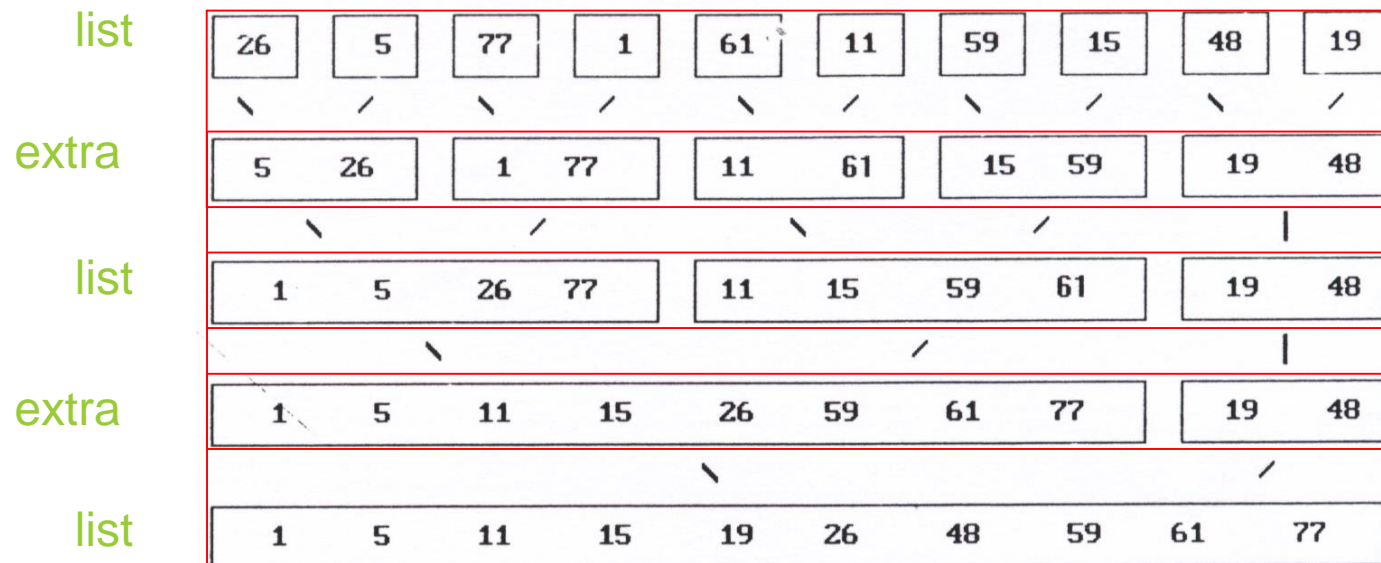 list 26 5 77 1 61 11 59 15 48 19
extra 5 26 1 77 11 61 15 59 19 48
list 1 5 26 77 11 15 59 61 19 48
extra 1 5 11 15 26 59 61 77 19 48
list 1 5 11 15 19 26 48 59 61 77